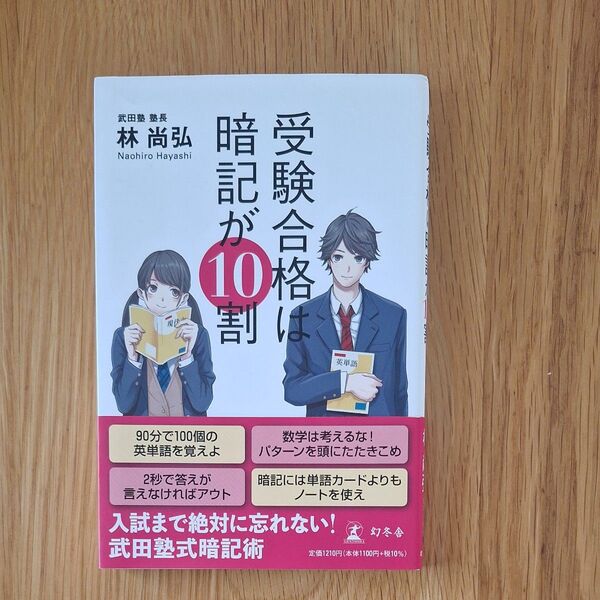 武田塾 塾長
林 尚弘
Naohiro Hayashi
受験合格は
暗記が
10
割
英単語
90分で100個の
英単語を覚えよ
数学は考えるな!
パターンを頭にたたきこめ
2秒で答えが
言えなければアウト
暗記には単語カードよりも
ノートを使え
入試まで絶対に忘れない!
武田塾式暗記術
幻冬舎
定価1210円(本体1100円+税10%)